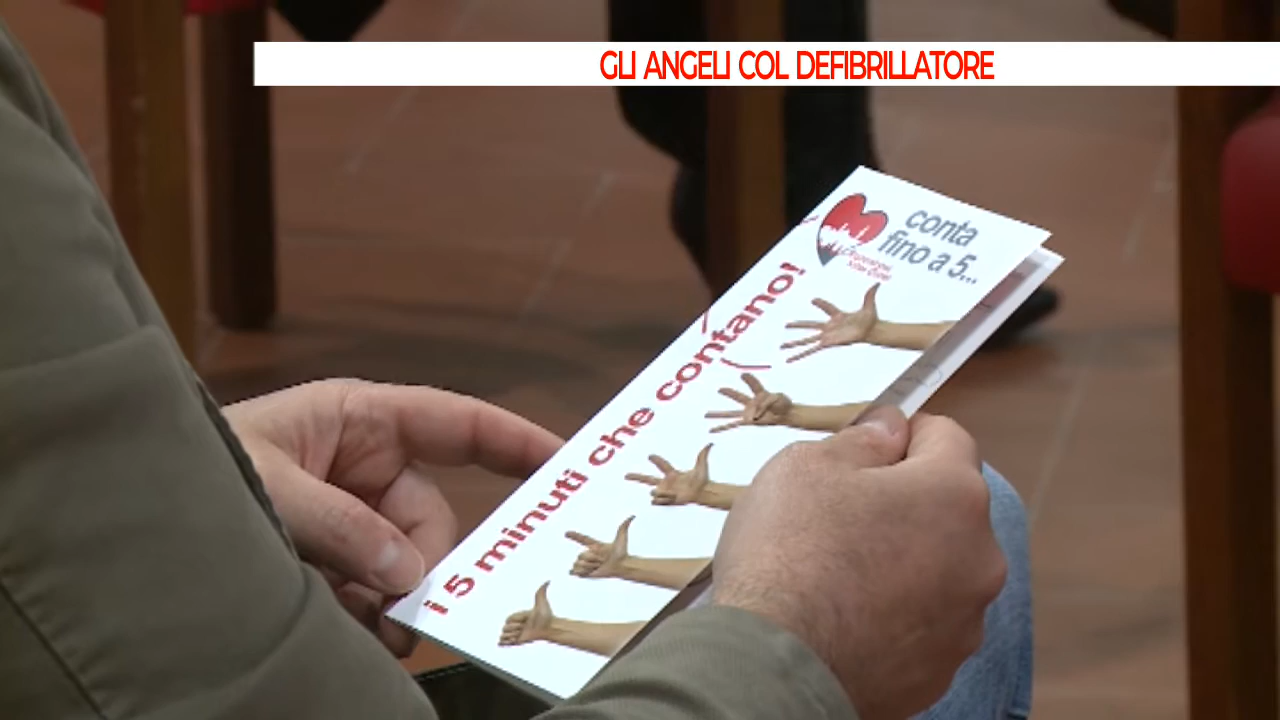 GLI ANGELI COL DEFIBRILLATORE
conta
fino a 5...
i 5 minuti che contano!